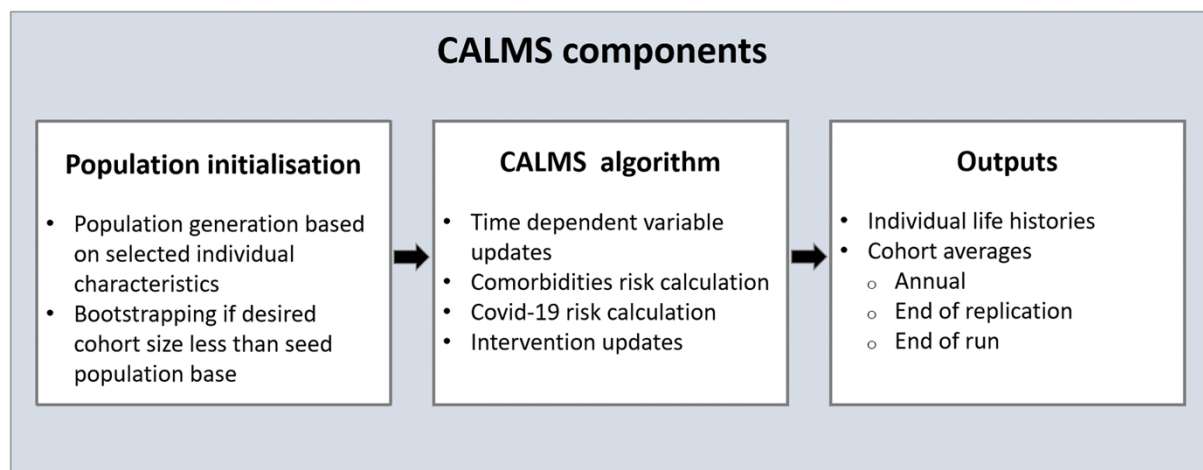 CALMS components
Population initialisation
• Population generation based
on selected individual
characteristics
• Bootstrapping if desired
cohort size less than seed
population base
CALMS algorithm
• Time dependent variable
updates
• Comorbidities risk calculation
• Covid-19 risk calculation
• Intervention updates
Outputs
• Individual life histories
• Cohort averages
o Annual
o End of replication
o End of run